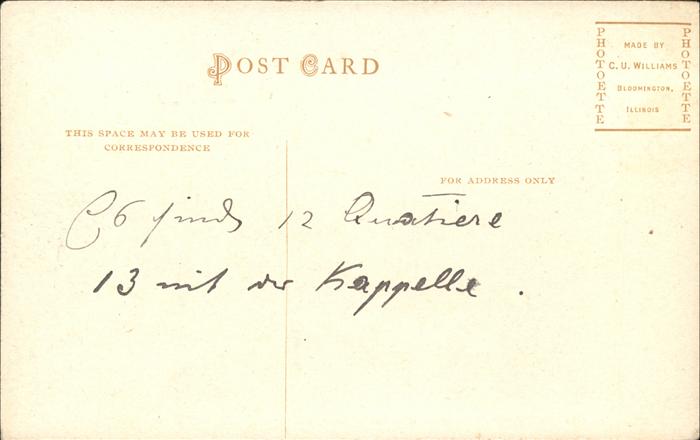 POST CARD
THIS SPACE MAY BE USED FOR
CORRESPONDENCE
FOR ADDRESS ONLY
PHOTOETTE
MADE BY
C. U. WILLIAMS
BLOOMINGTON,
ILLINOIS
PHOTOETTE
Es sind 12 Quatiere
13 mit der Kappelle.